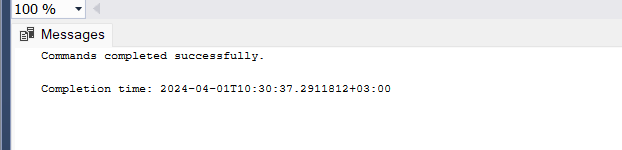 100 %
Messages
Commands completed successfully.
Completion time: 2024-04-01T10:30:37.2911812+03:00